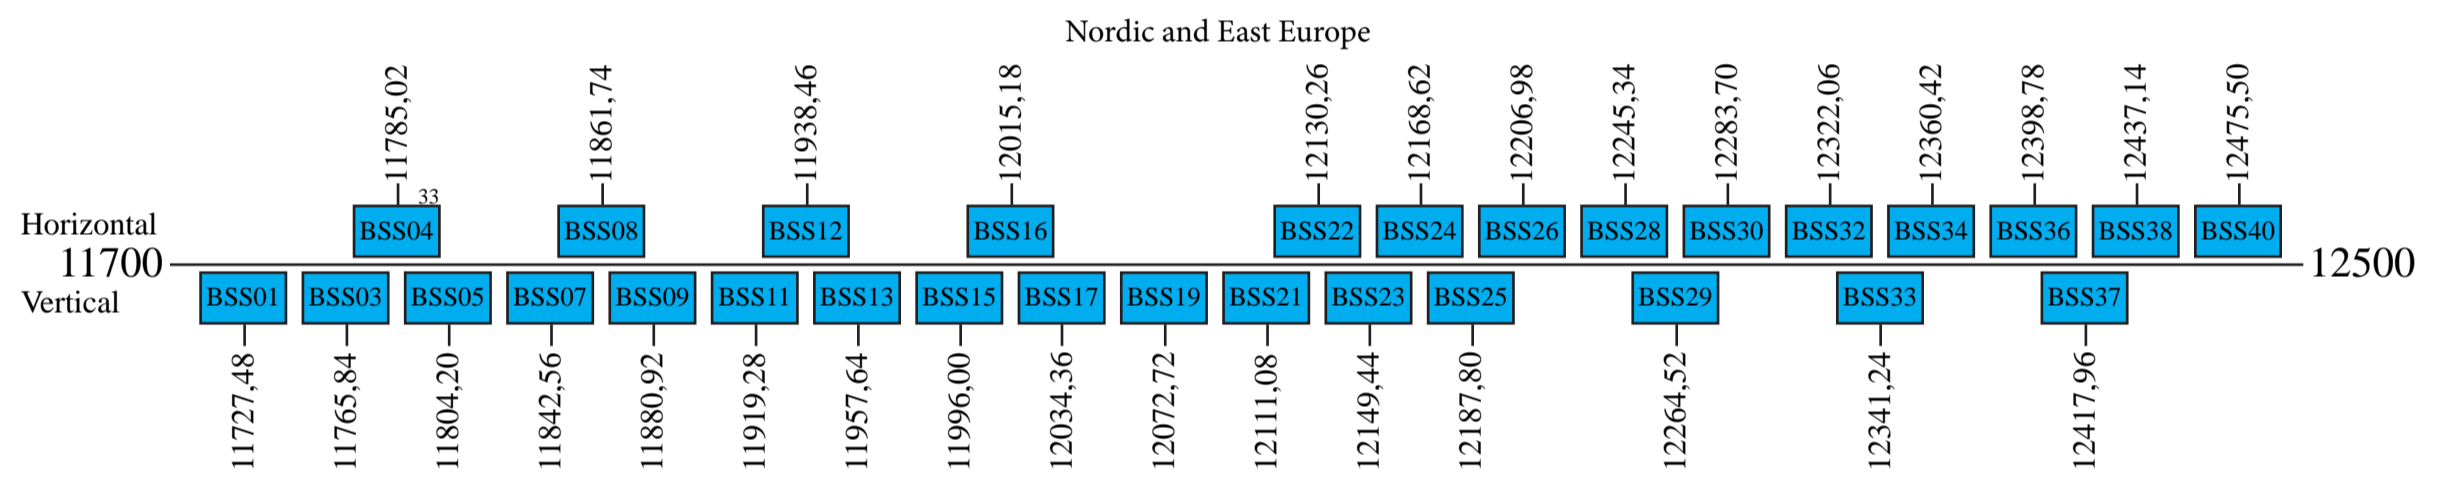 Nordic and East Europe
11785,02 11861,74 11938,46 12015,18 12130,26 12168,62 12206,98 12245,34 12283,70 12322,06 12360,42 12398,78 12437,14 12475,50
33
Horizontal BSS04 BSS08 BSS12 BSS16 BSS22 BSS24 BSS26 BSS28 BSS30 BSS32 BSS34 BSS36 BSS38 BSS40
11700 12500
Vertical BSS01 BSS03 BSS05 BSS07 BSS09 BSS11 BSS13 BSS15 BSS17 BSS19 BSS21 BSS23 BSS25 BSS29 BSS33 BSS37
11727,48 11765,84 11804,20 11842,56 11880,92 11919,28 11957,64 11996,00 12034,36 12072,72 12111,08 12149,44 12187,80 12264,52 12341,24 12417,96